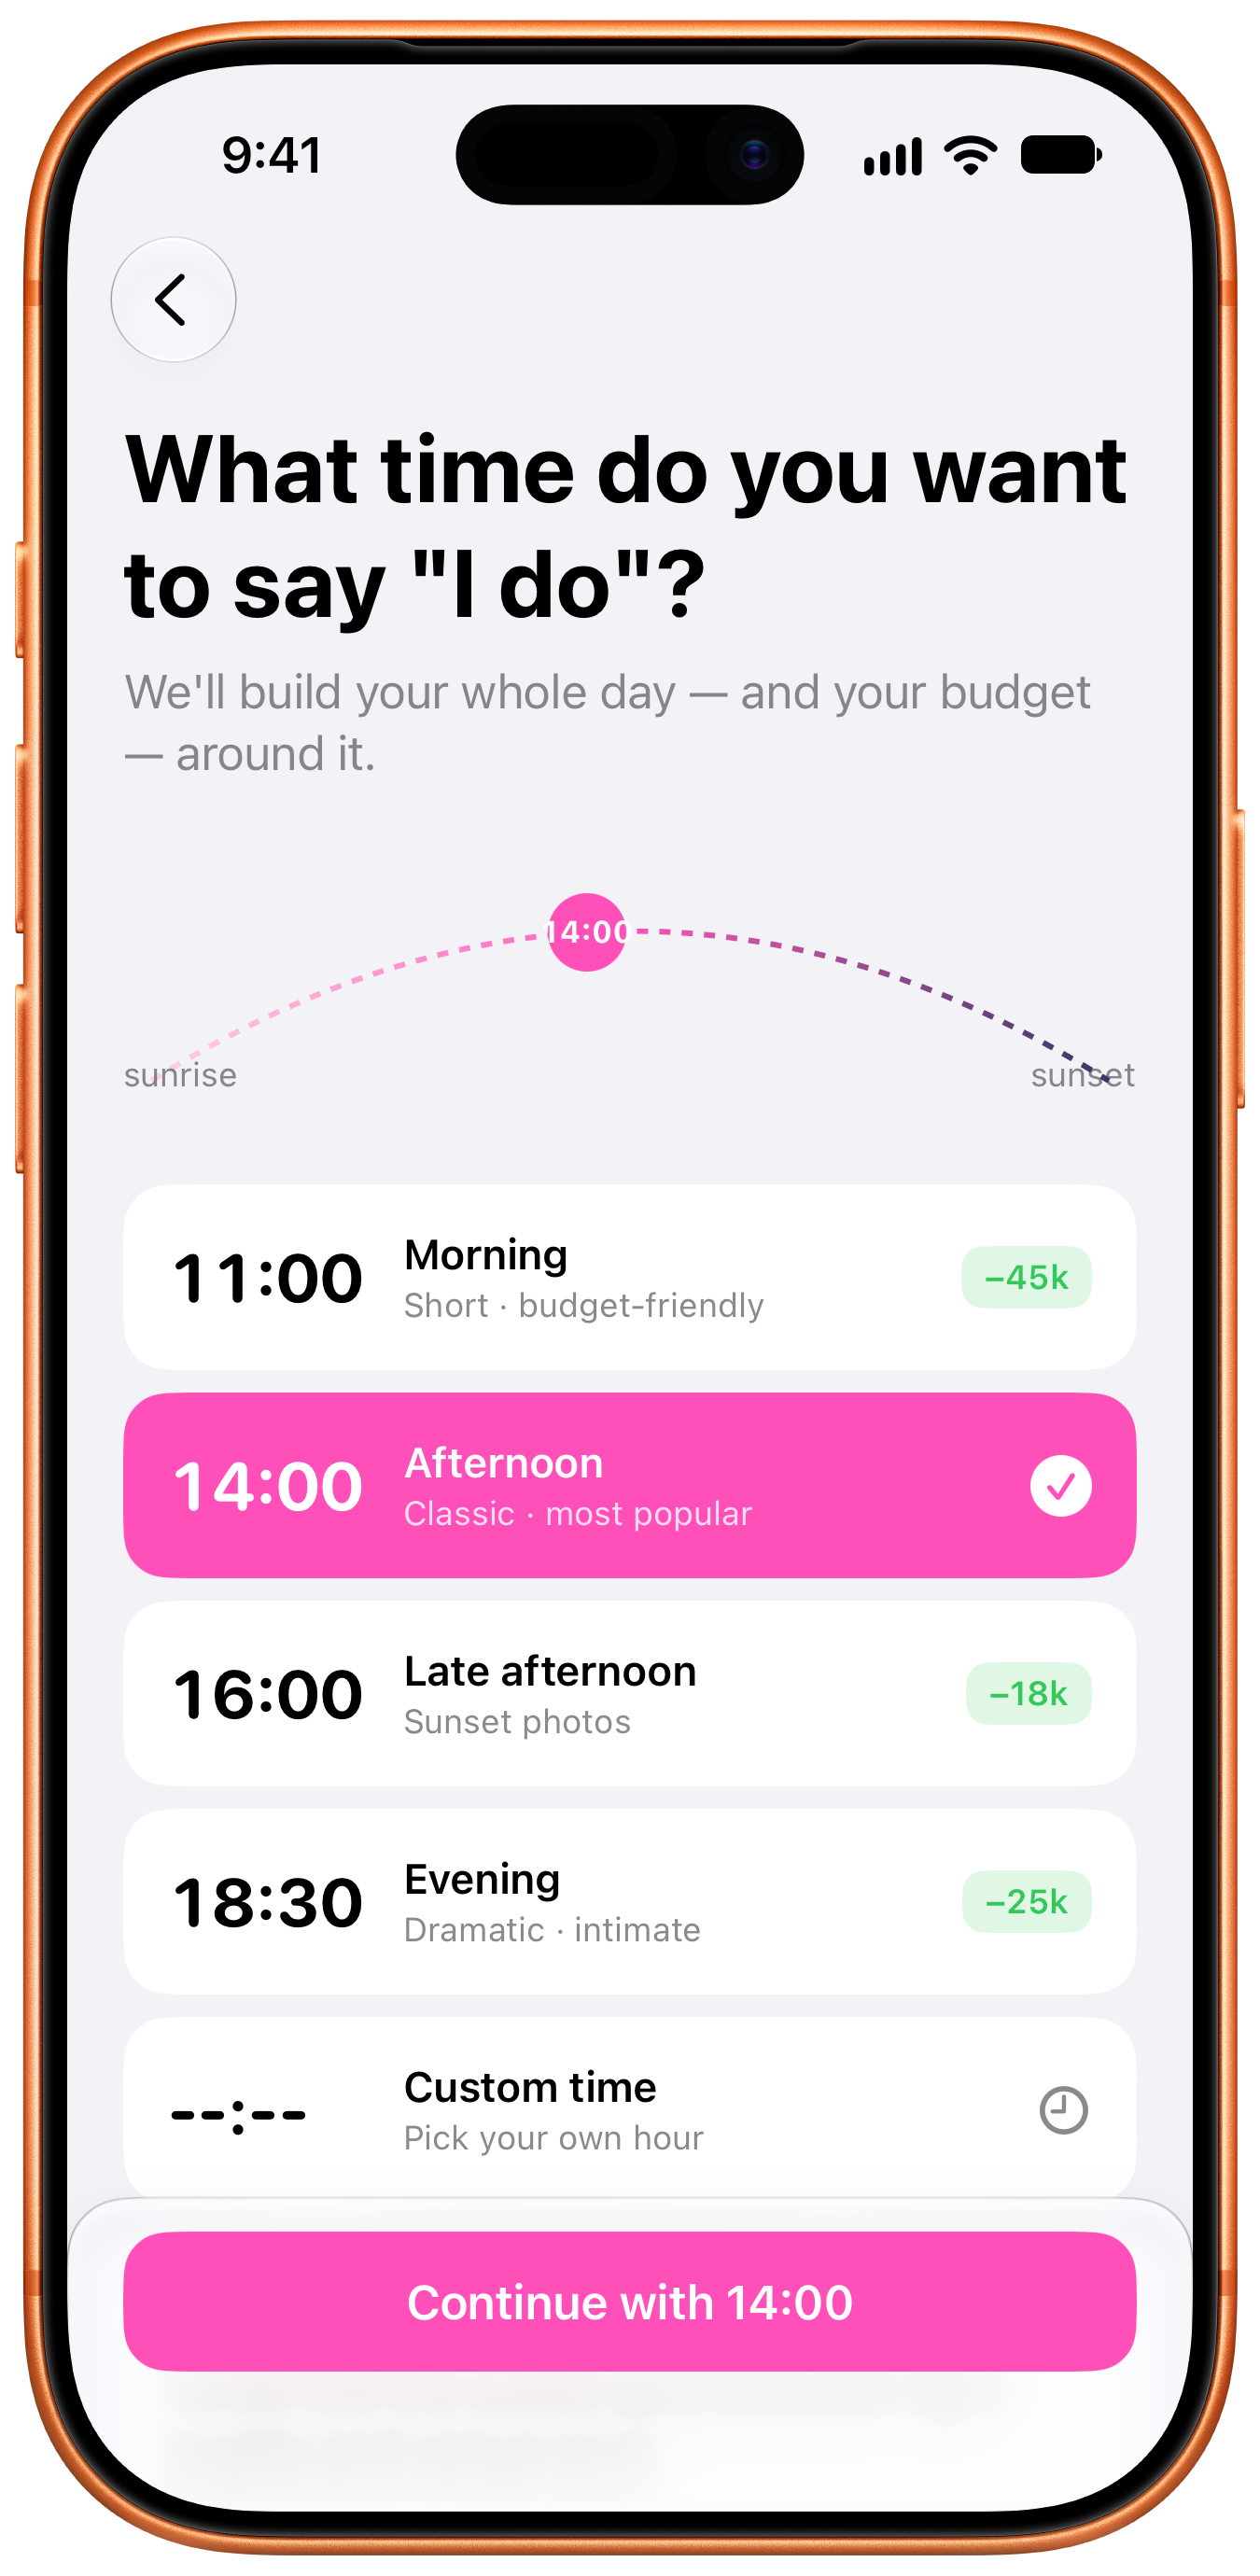 9:41
What time do you want
to say "I do"?
We'll build your whole day — and your budget
— around it.
14:00
sunrise
sunset
11:00
Morning
Short · budget-friendly
–45k
14:00
Afternoon
Classic · most popular
16:00
Late afternoon
Sunset photos
–18k
18:30
Evening
Dramatic · intimate
–25k
--:--
Custom time
Pick your own hour
Continue with 14:00